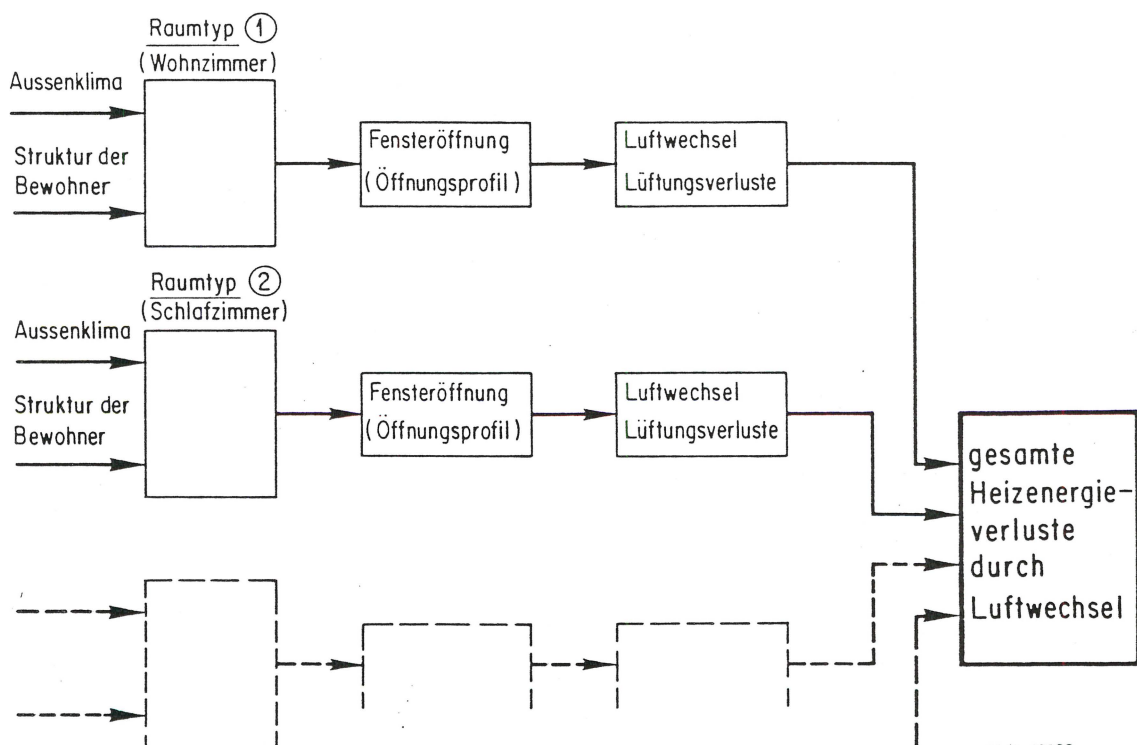 Raumtyp 1
(Wohnzimmer)
Aussenklima
Struktur der
Bewohner
Fensteröffnung
(Öffnungsprofil)
Luftwechsel
Lüftungsverluste
Raumtyp 2
(Schlafzimmer)
Aussenklima
Struktur der
Bewohner
Fensteröffnung
(Öffnungsprofil)
Luftwechsel
Lüftungsverluste
gesamte
Heizenergie-
verluste
durch
Luftwechsel